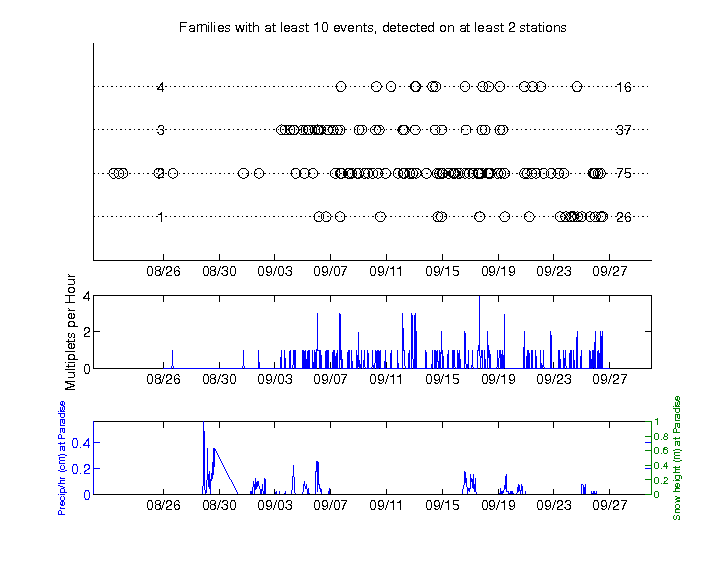 Families with at least 10 events, detected on at least 2 stations
4 16
3 37
2 75
1 26
08/26 08/30 09/03 09/07 09/11 09/15 09/19 09/23 09/27
Multiplets per Hour
4
2
0
08/26 08/30 09/03 09/07 09/11 09/15 09/19 09/23 09/27
Precip/hr (cm) at Paradise
0.4
0.2
0
1
0.8
0.6
0.4
0.2
0
Snow height (m) at Paradise
08/26 08/30 09/03 09/07 09/11 09/15 09/19 09/23 09/27